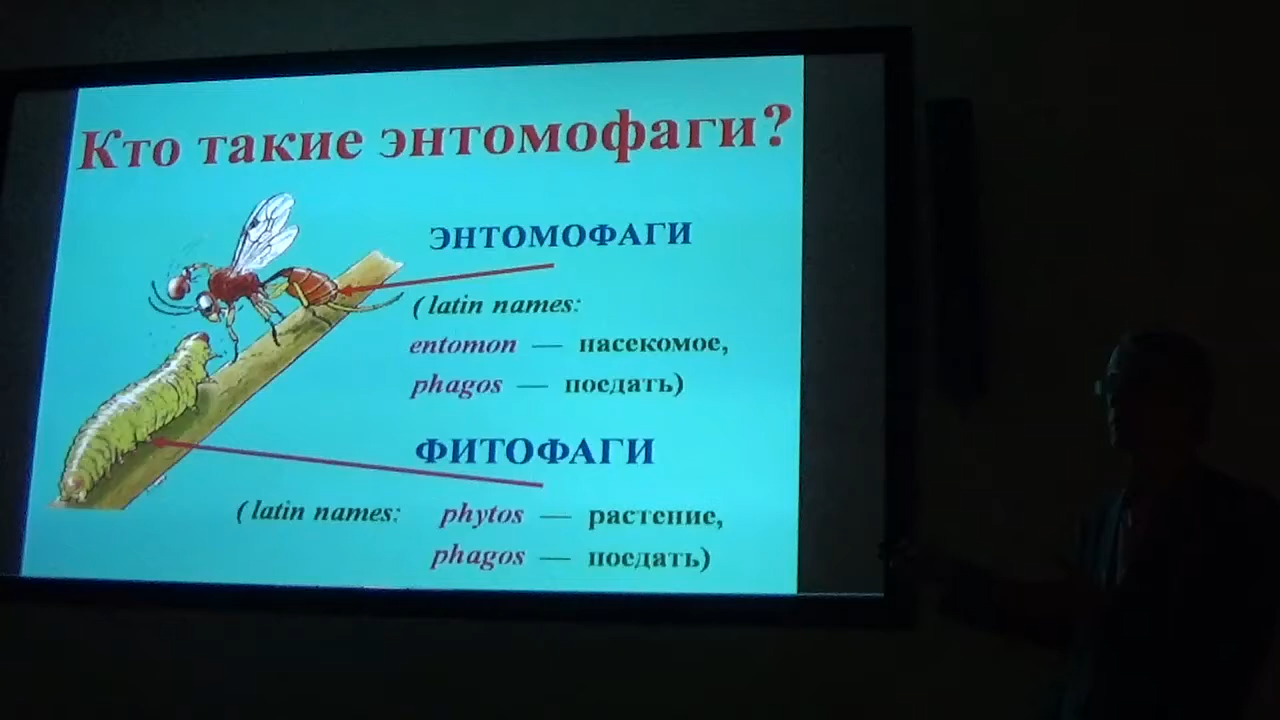 Кто такие энтомофаги?
ЭНТОМОФАГИ
(latin names:
entomon — насекомое,
phagos — поедать)
ФИТОФАГИ
(latin names: phytos — растение,
phagos — поедать)